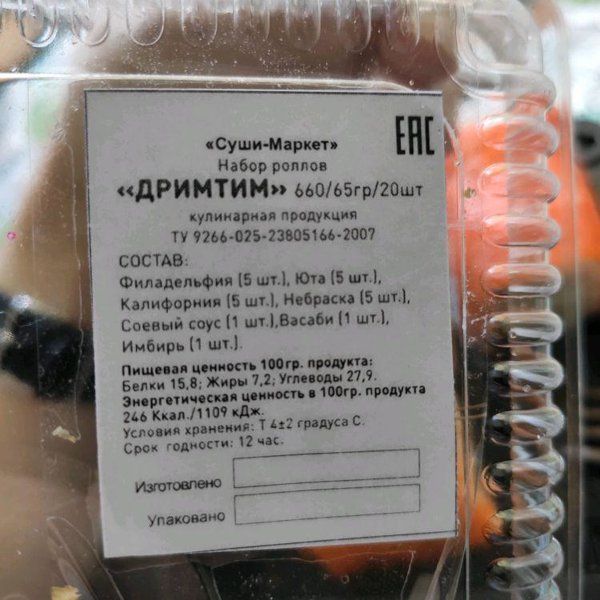 «Суши-Маркет»
EAC
Набор роллов
«ДРИМТИМ» 660/65гр/20шт
кулинарная продукция
ТУ 9266-025-23805166-2007
СОСТАВ:
Филадельфия (5 шт.), Юта (5 шт.),
Калифорния (5 шт.), Небраска (5 шт.),
Соевый соус (1 шт.),Васаби (1 шт.),
Имбирь (1 шт.).
Пищевая ценность 100гр. продукта:
Белки 15,8; Жиры 7,2; Углеводы 27,9.
Энергетическая ценность в 100гр. продукта
246 Ккал./1109 кДж.
Условия хранения: Т 4±2 градуса С.
Срок годности: 12 час.
Изготовлено
Упаковано